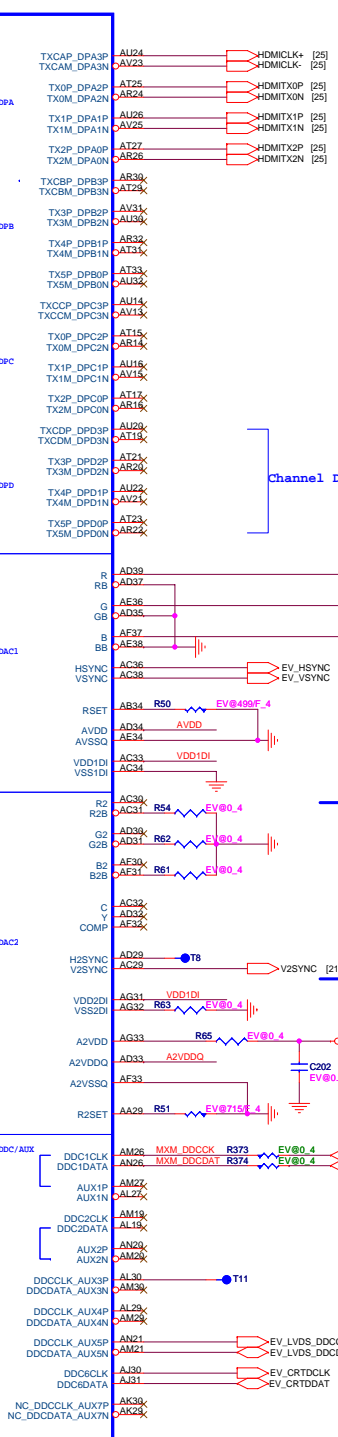 TXCAP_DPA3P AU24 HDMICLK+ [25]
TXCAM_DPA3N AV23 HDMICLK- [25]
TX0P_DPA2P AT25 HDMITX0P [25]
TX0M_DPA2N AR24 HDMITX0N [25]
DPA
TX1P_DPA1P AU26 HDMITX1P [25]
TX1M_DPA1N AV25 HDMITX1N [25]
TX2P_DPA0P AT27 HDMITX2P [25]
TX2M_DPA0N AR26 HDMITX2N [25]
TXCBP_DPB3P AR30
TXCBM_DPB3N AT29
TX3P_DPB2P AV31
TX3M_DPB2N AU30
DPB
TX4P_DPB1P AR32
TX4M_DPB1N AT31
TX5P_DPB0P AT33
TX5M_DPB0N AU32
TXCCP_DPC3P AU14
TXCCM_DPC3N AV13
TX0P_DPC2P AT15
TX0M_DPC2N AR14
DPC
TX1P_DPC1P AU16
TX1M_DPC1N AV15
TX2P_DPC0P AT17
TX2M_DPC0N AR16
TXCDP_DPD3P AU20
TXCDM_DPD3N AT19
TX3P_DPD2P AT21
TX3M_DPD2N AR20
Channel D
DPD
TX4P_DPD1P AU22
TX4M_DPD1N AV21
TX5P_DPD0P AT23
TX5M_DPD0N AR22
R AD39
RB AD37
G AE36
GB AD35
B AF37
BB AE38
DAC1
HSYNC AC36 EV_HSYNC
VSYNC AC38 EV_VSYNC
RSET AB34 R50 EV@499/F_4
AVDD AD34 AVDD
AVSSQ AE34
VDD1DI AC33 VDD1DI
VSS1DI AC34
R2 AC30
R2B AC31 R54 EV@0_4
G2 AD30
G2B AD31 R62 EV@0_4
B2 AF30
B2B AF31 R61 EV@0_4
C AC32
Y AD32
COMP AF32
DAC2
H2SYNC AD29 T8
V2SYNC AC29 V2SYNC [21
VDD2DI AG31 VDD1DI
VSS2DI AG32 R63 EV@0_4
A2VDD AG33 R65 EV@0_4
A2VDDQ AD33 A2VDDQ
C202
EV@0.
A2VSSQ AF33
R2SET AA29 R51 EV@715/F_4
DDC/AUX
DDC1CLK AM26 MXM_DDCCK R373 EV@0_4
DDC1DATA AN26 MXM_DDCDAT R374 EV@0_4
AUX1P AM27
AUX1N AL27
DDC2CLK AM19
DDC2DATA AL19
AUX2P AN20
AUX2N AM20
DDCCLK_AUX3P AL30 T11
DDCDATA_AUX3N AM30
DDCCLK_AUX4P AL29
DDCDATA_AUX4N AM29
DDCCLK_AUX5P AN21 EV_LVDS_DDCC
DDCDATA_AUX5N AM21 EV_LVDS_DDCD
DDC6CLK AJ30 EV_CRTDCLK
DDC6DATA AJ31 EV_CRTDDAT
NC_DDCCLK_AUX7P AK30
NC_DDCDATA_AUX7N AK29